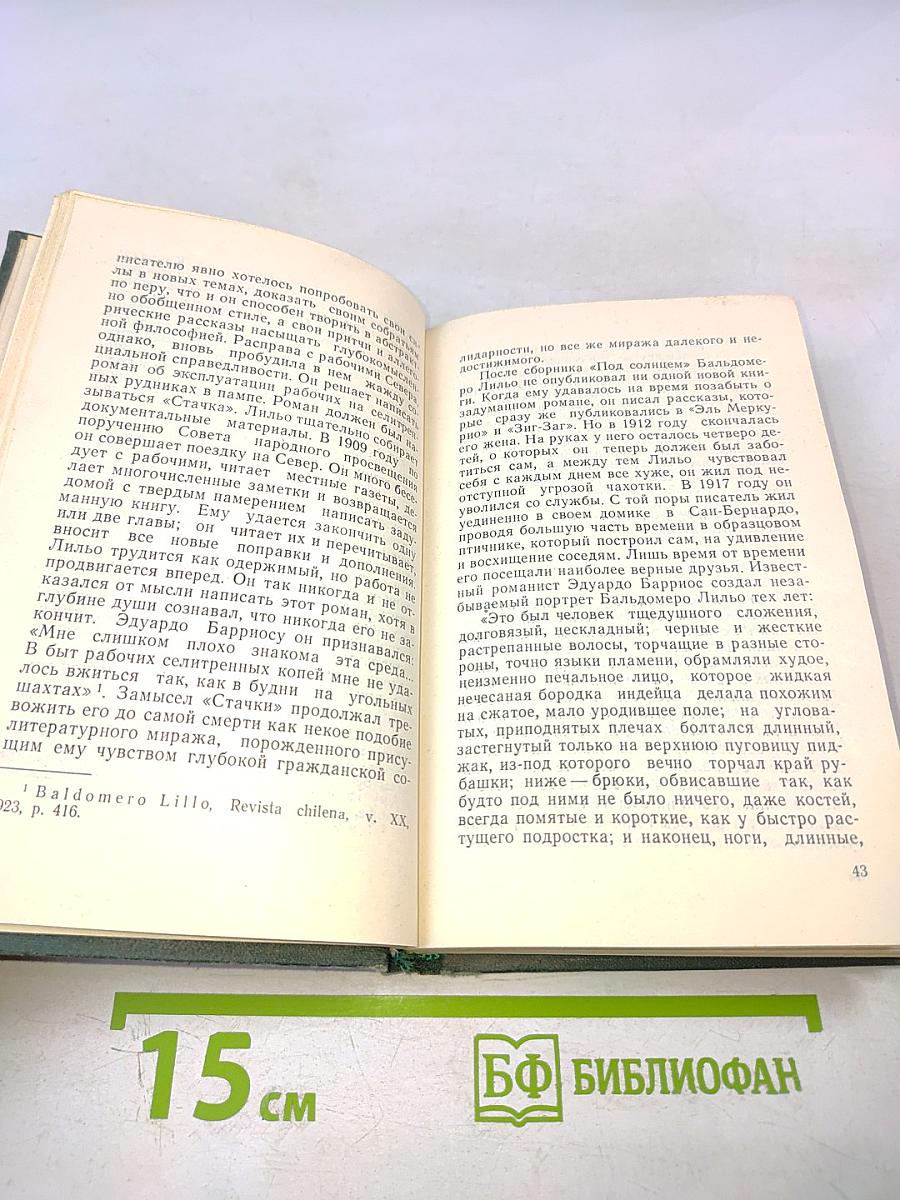 писателю явно хотелось попробовать свои си-
лы в новых темах, доказать своим собратьям
по перу, что и он способен творить в абстракт-
но обобщенном стиле, а свои притчи и аллего-
рические рассказы насыщать глубокомыслен-
ной философией. Расправа с рабочими Севера,
однако, вновь пробудила в нем жажду со-
циальной справедливости. Он решает написать
роман об эксплуатации рабочих на селитрен-
ных рудниках в пампе. Роман должен был на-
зываться «Стачка». Лильо тщательно собирает
документальные материалы. В 1909 году по
поручению Совета народного просвещения
он совершает поездку на Север. Он много бесе-
дует с рабочими, читает местные газеты, де-
лает многочисленные заметки и возвращается
домой с твердым намерением написать заду-
манную книгу. Ему удается закончить одну
или две главы; он читает их и перечитывает,
вносит все новые поправки и дополнения.
Лильо трудится как одержимый, но работа не
продвигается вперед. Он так никогда и не от-
казался от мысли написать этот роман, хотя в
глубине души сознавал, что никогда его не за-
кончит. Эдуардо Барриосу он признавался:
«Мне слишком плохо знакома эта среда...
В быт рабочих селитренных копей мне не уда-
лось вжиться так, как в будни на угольных
шахтах» ¹. Замысел «Стачки» продолжал тре-
вожить его до самой смерти как некое подобие
литературного миража, порожденного прису-
щим ему чувством глубокой гражданской со-
¹ Baldomero Lillo, Revista chilena, v. XX,
923, p. 416.
лидарности, но все же миража далекого и не-
достижимого.
После сборника «Под солнцем» Бальдоме-
ро Лильо не опубликовал ни одной новой кни-
ги. Когда ему удавалось на время позабыть о
задуманном романе, он писал рассказы, кото-
рые сразу же публиковались в «Эль Мерку-
рио» и «Зиг-Заг». Но в 1912 году скончалась
его жена. На руках у него осталось четверо де-
тей, о которых он теперь должен был забо-
титься сам, а между тем Лильо чувствовал
себя с каждым днем все хуже, он жил под не-
отступной угрозой чахотки. В 1917 году он
уволился со службы. С той поры писатель жил
уединенно в своем домике в Сан-Бернардо,
проводя большую часть времени в образцовом
птичнике, который построил сам, на удивление
и восхищение соседям. Лишь время от времени
его посещали наиболее верные друзья. Извест-
ный романист Эдуардо Барриос создал неза-
бываемый портрет Бальдомеро Лильо тех лет:
«Это был человек тщедушного сложения,
долговязый, нескладный; черные и жесткие
растрепанные волосы, торчащие в разные сто-
роны, точно языки пламени, обрамляли худое,
неизменно печальное лицо, которое жидкая
нечесаная бородка индейца делала похожим
на сжатое, мало уродившее поле; на углова-
тых, приподнятых плечах болтался длинный,
застегнутый только на верхнюю пуговицу пид-
жак, из-под которого вечно торчал край ру-
башки; ниже — брюки, обвисавшие так, как
будто под ними не было ничего, даже костей,
всегда помятые и короткие, как у быстро рас-
тущего подростка; и наконец, ноги, длинные,
43
15 см
БФ БИБЛИОФАН